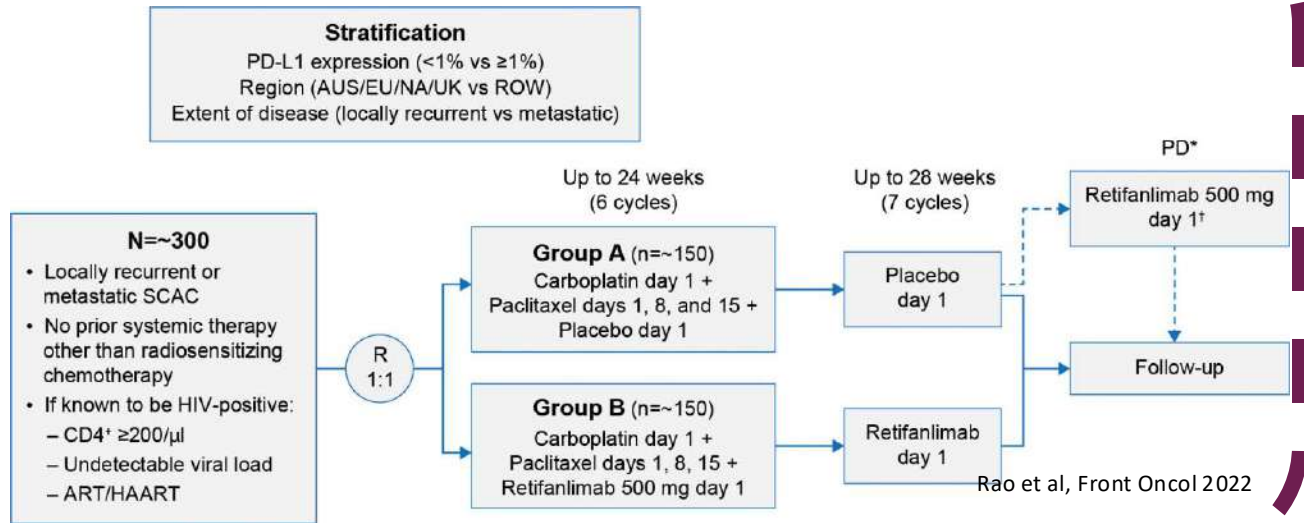 Stratification
PD-L1 expression (<1% vs ≥1%)
Region (AUS/EU/NA/UK vs ROW)
Extent of disease (locally recurrent vs metastatic)
N=~300
• Locally recurrent or
metastatic SCAC
• No prior systemic therapy
other than radiosensitizing
chemotherapy
• If known to be HIV-positive:
– CD4⁺ ≥200/µl
– Undetectable viral load
– ART/HAART
R
1:1
Up to 24 weeks
(6 cycles)
Group A (n=~150)
Carboplatin day 1 +
Paclitaxel days 1, 8, and 15 +
Placebo day 1
Group B (n=~150)
Carboplatin day 1 +
Paclitaxel days 1, 8, 15 +
Retifanlimab 500 mg day 1
Up to 28 weeks
(7 cycles)
Placebo
day 1
Retifanlimab
day 1
PD*
Retifanlimab 500 mg
day 1†
Follow-up
Rao et al, Front Oncol 2022